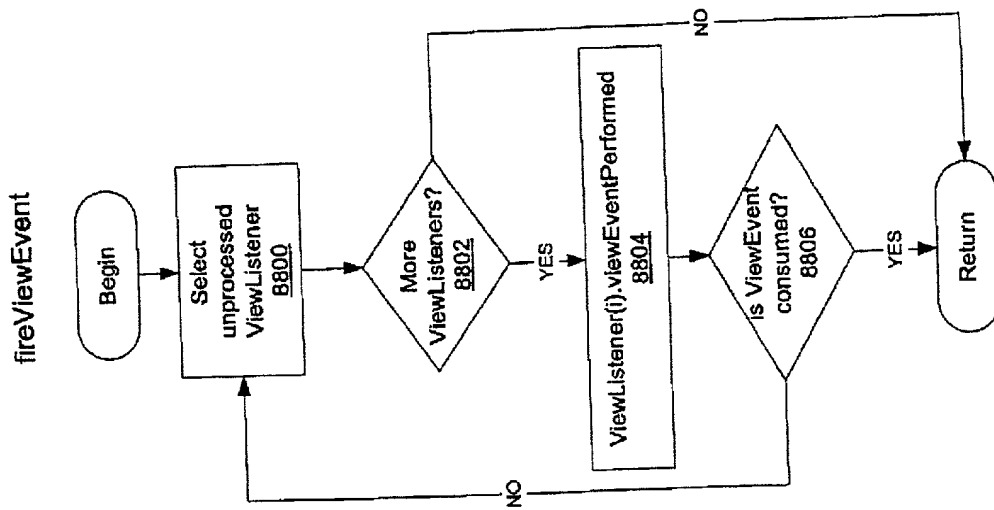 fireViewEvent
Begin
Select
unprocessed
ViewListener
8800
More
ViewListeners?
8802
NO
YES
ViewListener(i).viewEventPerformed
8804
is ViewEvent
consumed?
8806
NO
YES
Return